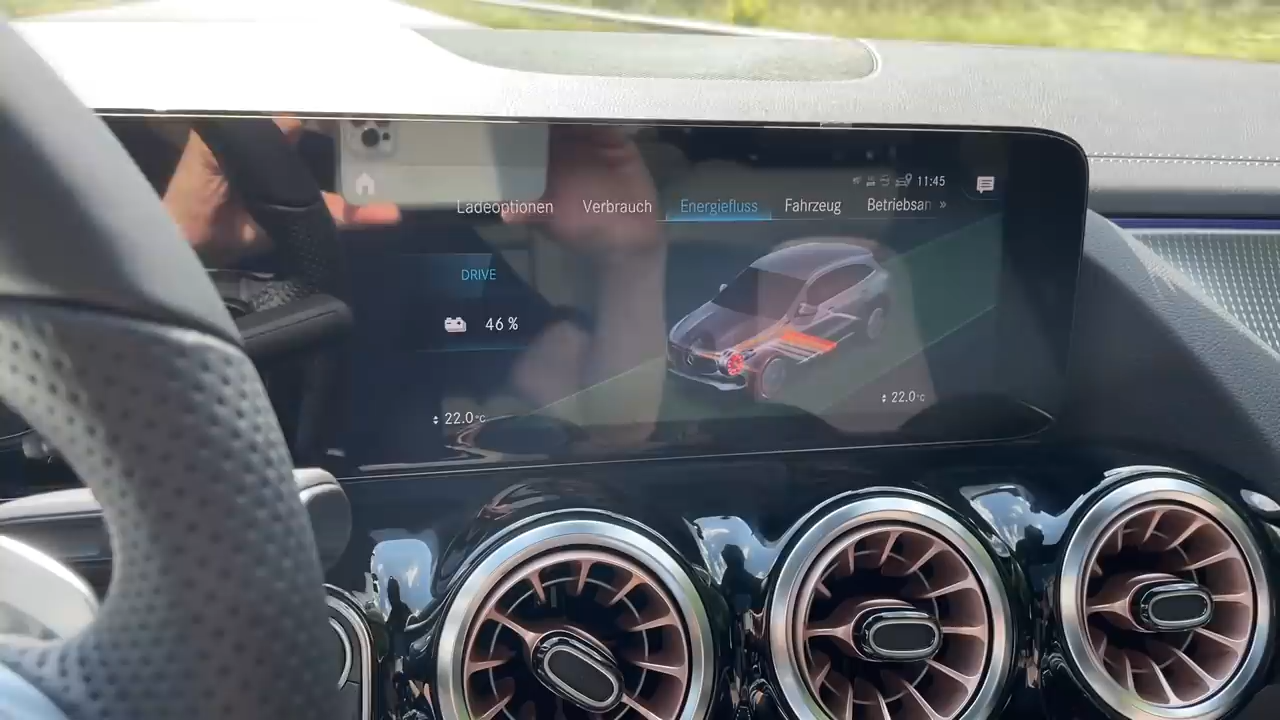 11:45
Ladeoptionen Verbrauch Energiefluss Fahrzeug Betriebsan »
DRIVE
46 %
22.0°C
22.0°C